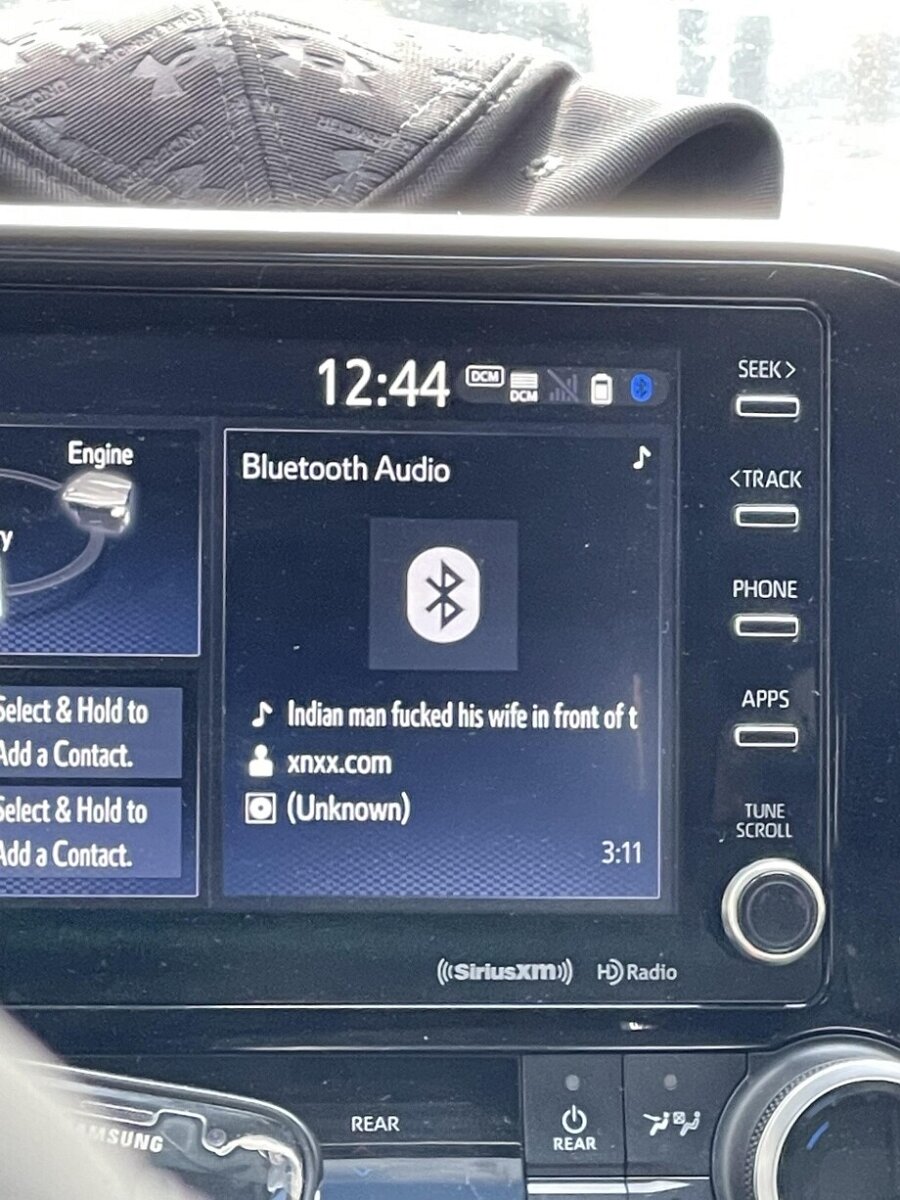 12:44
DCM
DCM
Engine
y
Bluetooth Audio
Indian man fucked his wife in front of t
xnxx.com
(Unknown)
3:11
Select & Hold to
Add a Contact.
Select & Hold to
Add a Contact.
SEEK>
<TRACK
PHONE
APPS
TUNE
SCROLL
((SiriusXM))
HD Radio
SAMSUNG
REAR
REAR